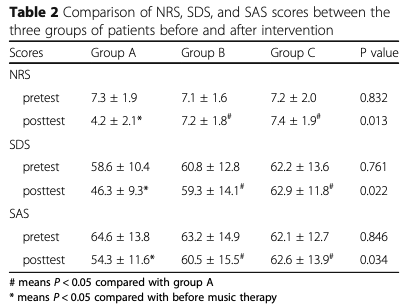 Table 2 Comparison of NRS, SDS, and SAS scores between the
three groups of patients before and after intervention
Scores Group A Group B Group C P value
NRS
pretest 7.3 ± 1.9 7.1 ± 1.6 7.2 ± 2.0 0.832
posttest 4.2 ± 2.1* 7.2 ± 1.8# 7.4 ± 1.9# 0.013
SDS
pretest 58.6 ± 10.4 60.8 ± 12.8 62.2 ± 13.6 0.761
posttest 46.3 ± 9.3* 59.3 ± 14.1# 62.9 ± 11.8# 0.022
SAS
pretest 64.6 ± 13.8 63.2 ± 14.9 62.1 ± 12.7 0.846
posttest 54.3 ± 11.6* 60.5 ± 15.5# 62.6 ± 13.9# 0.034
# means P < 0.05 compared with group A
* means P < 0.05 compared with before music therapy